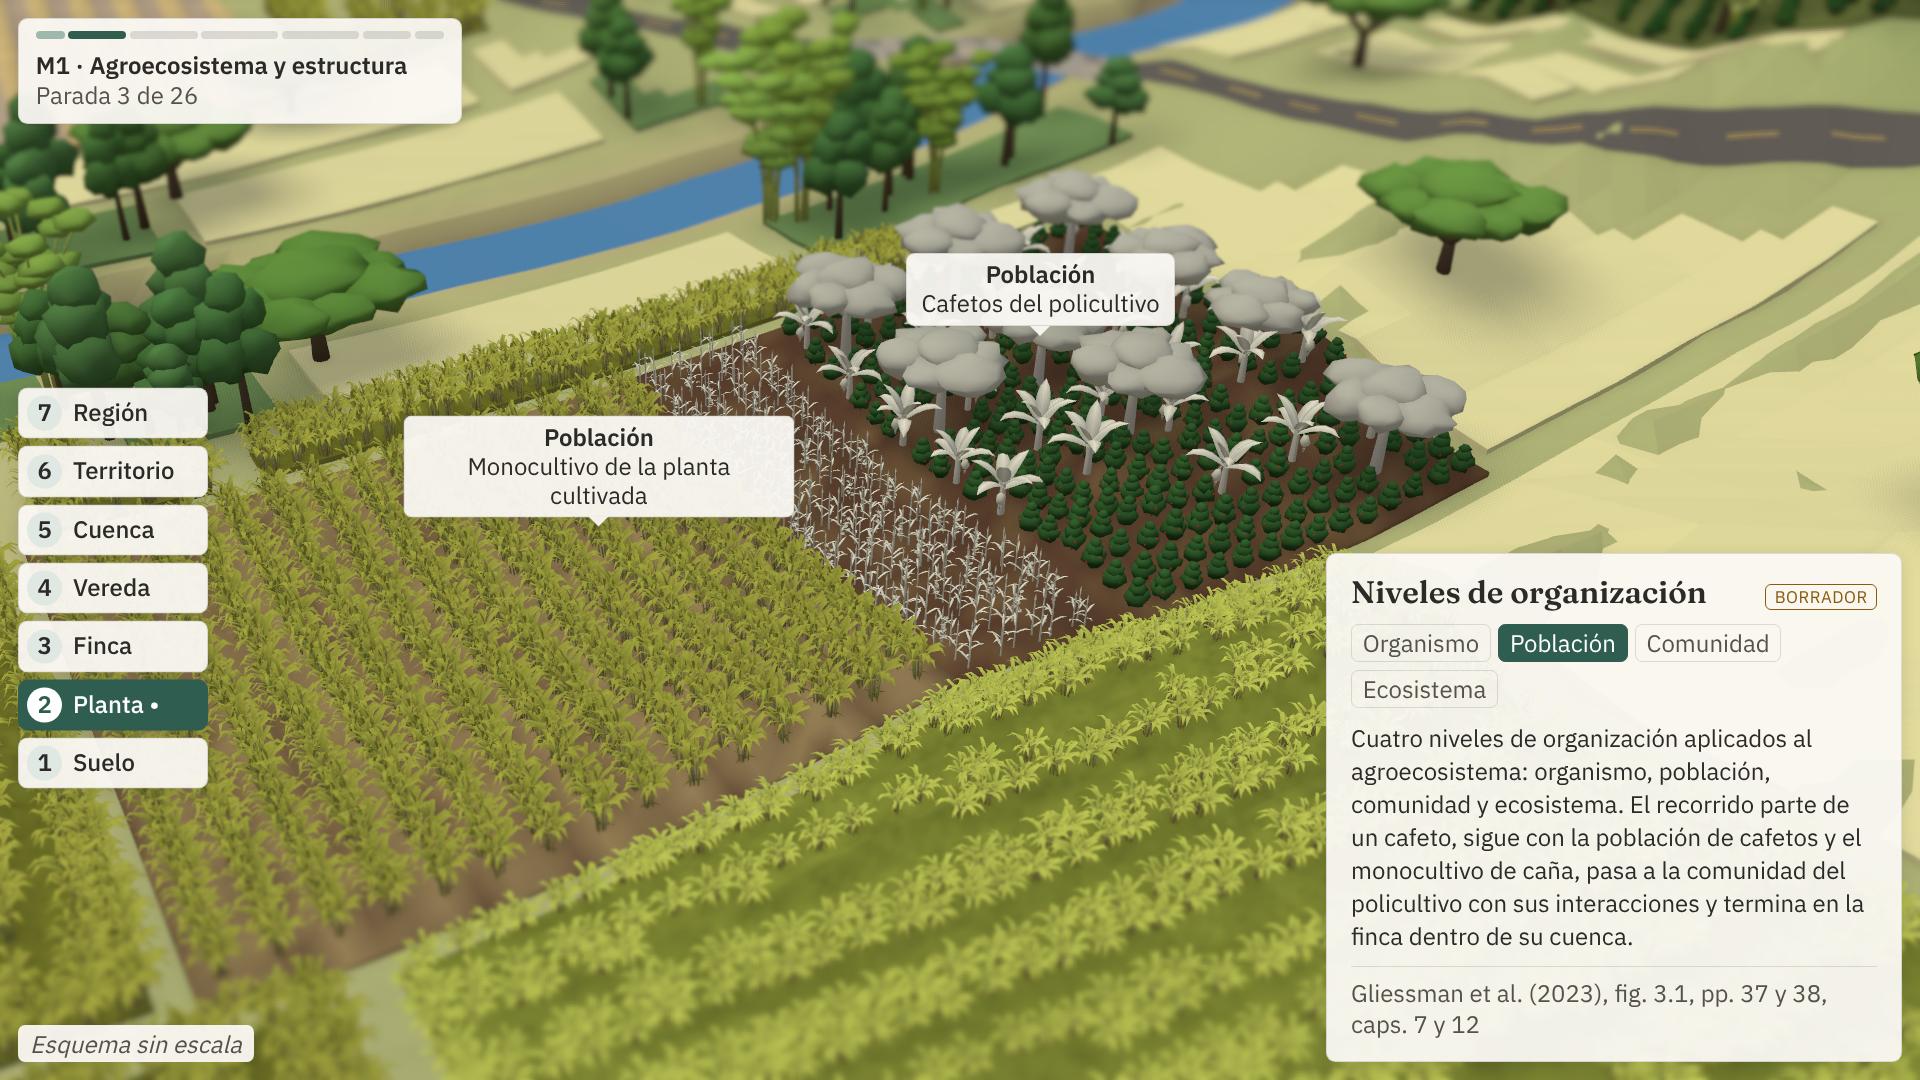 M1 · Agroecosistema y estructura
Parada 3 de 26
Población
Cafetos del policultivo
Población
Monocultivo de la planta
cultivada
7 Región
6 Territorio
5 Cuenca
4 Vereda
3 Finca
2 Planta •
1 Suelo
Niveles de organización
BORRADOR
Organismo Población Comunidad
Ecosistema
Cuatro niveles de organización aplicados al
agroecosistema: organismo, población,
comunidad y ecosistema. El recorrido parte de
un cafeto, sigue con la población de cafetos y el
monocultivo de caña, pasa a la comunidad del
policultivo con sus interacciones y termina en la
finca dentro de su cuenca.
Gliessman et al. (2023), fig. 3.1, pp. 37 y 38,
caps. 7 y 12
Esquema sin escala